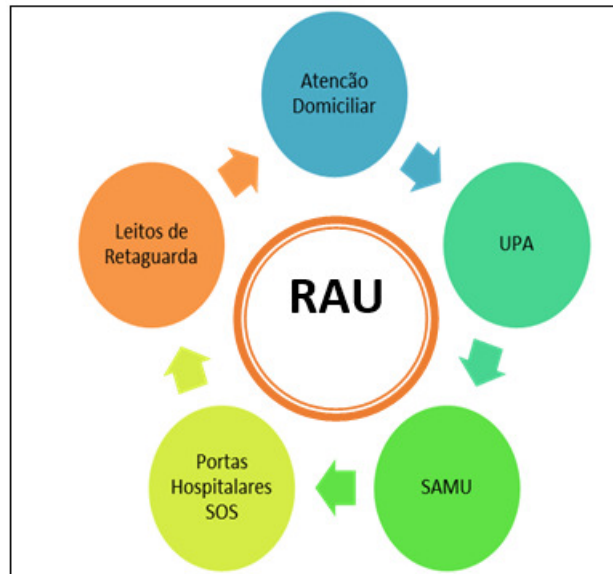 Atencão
Domiciliar
UPA
SAMU
Portas
Hospitalares
SOS
Leitos de
Retaguarda
RAU